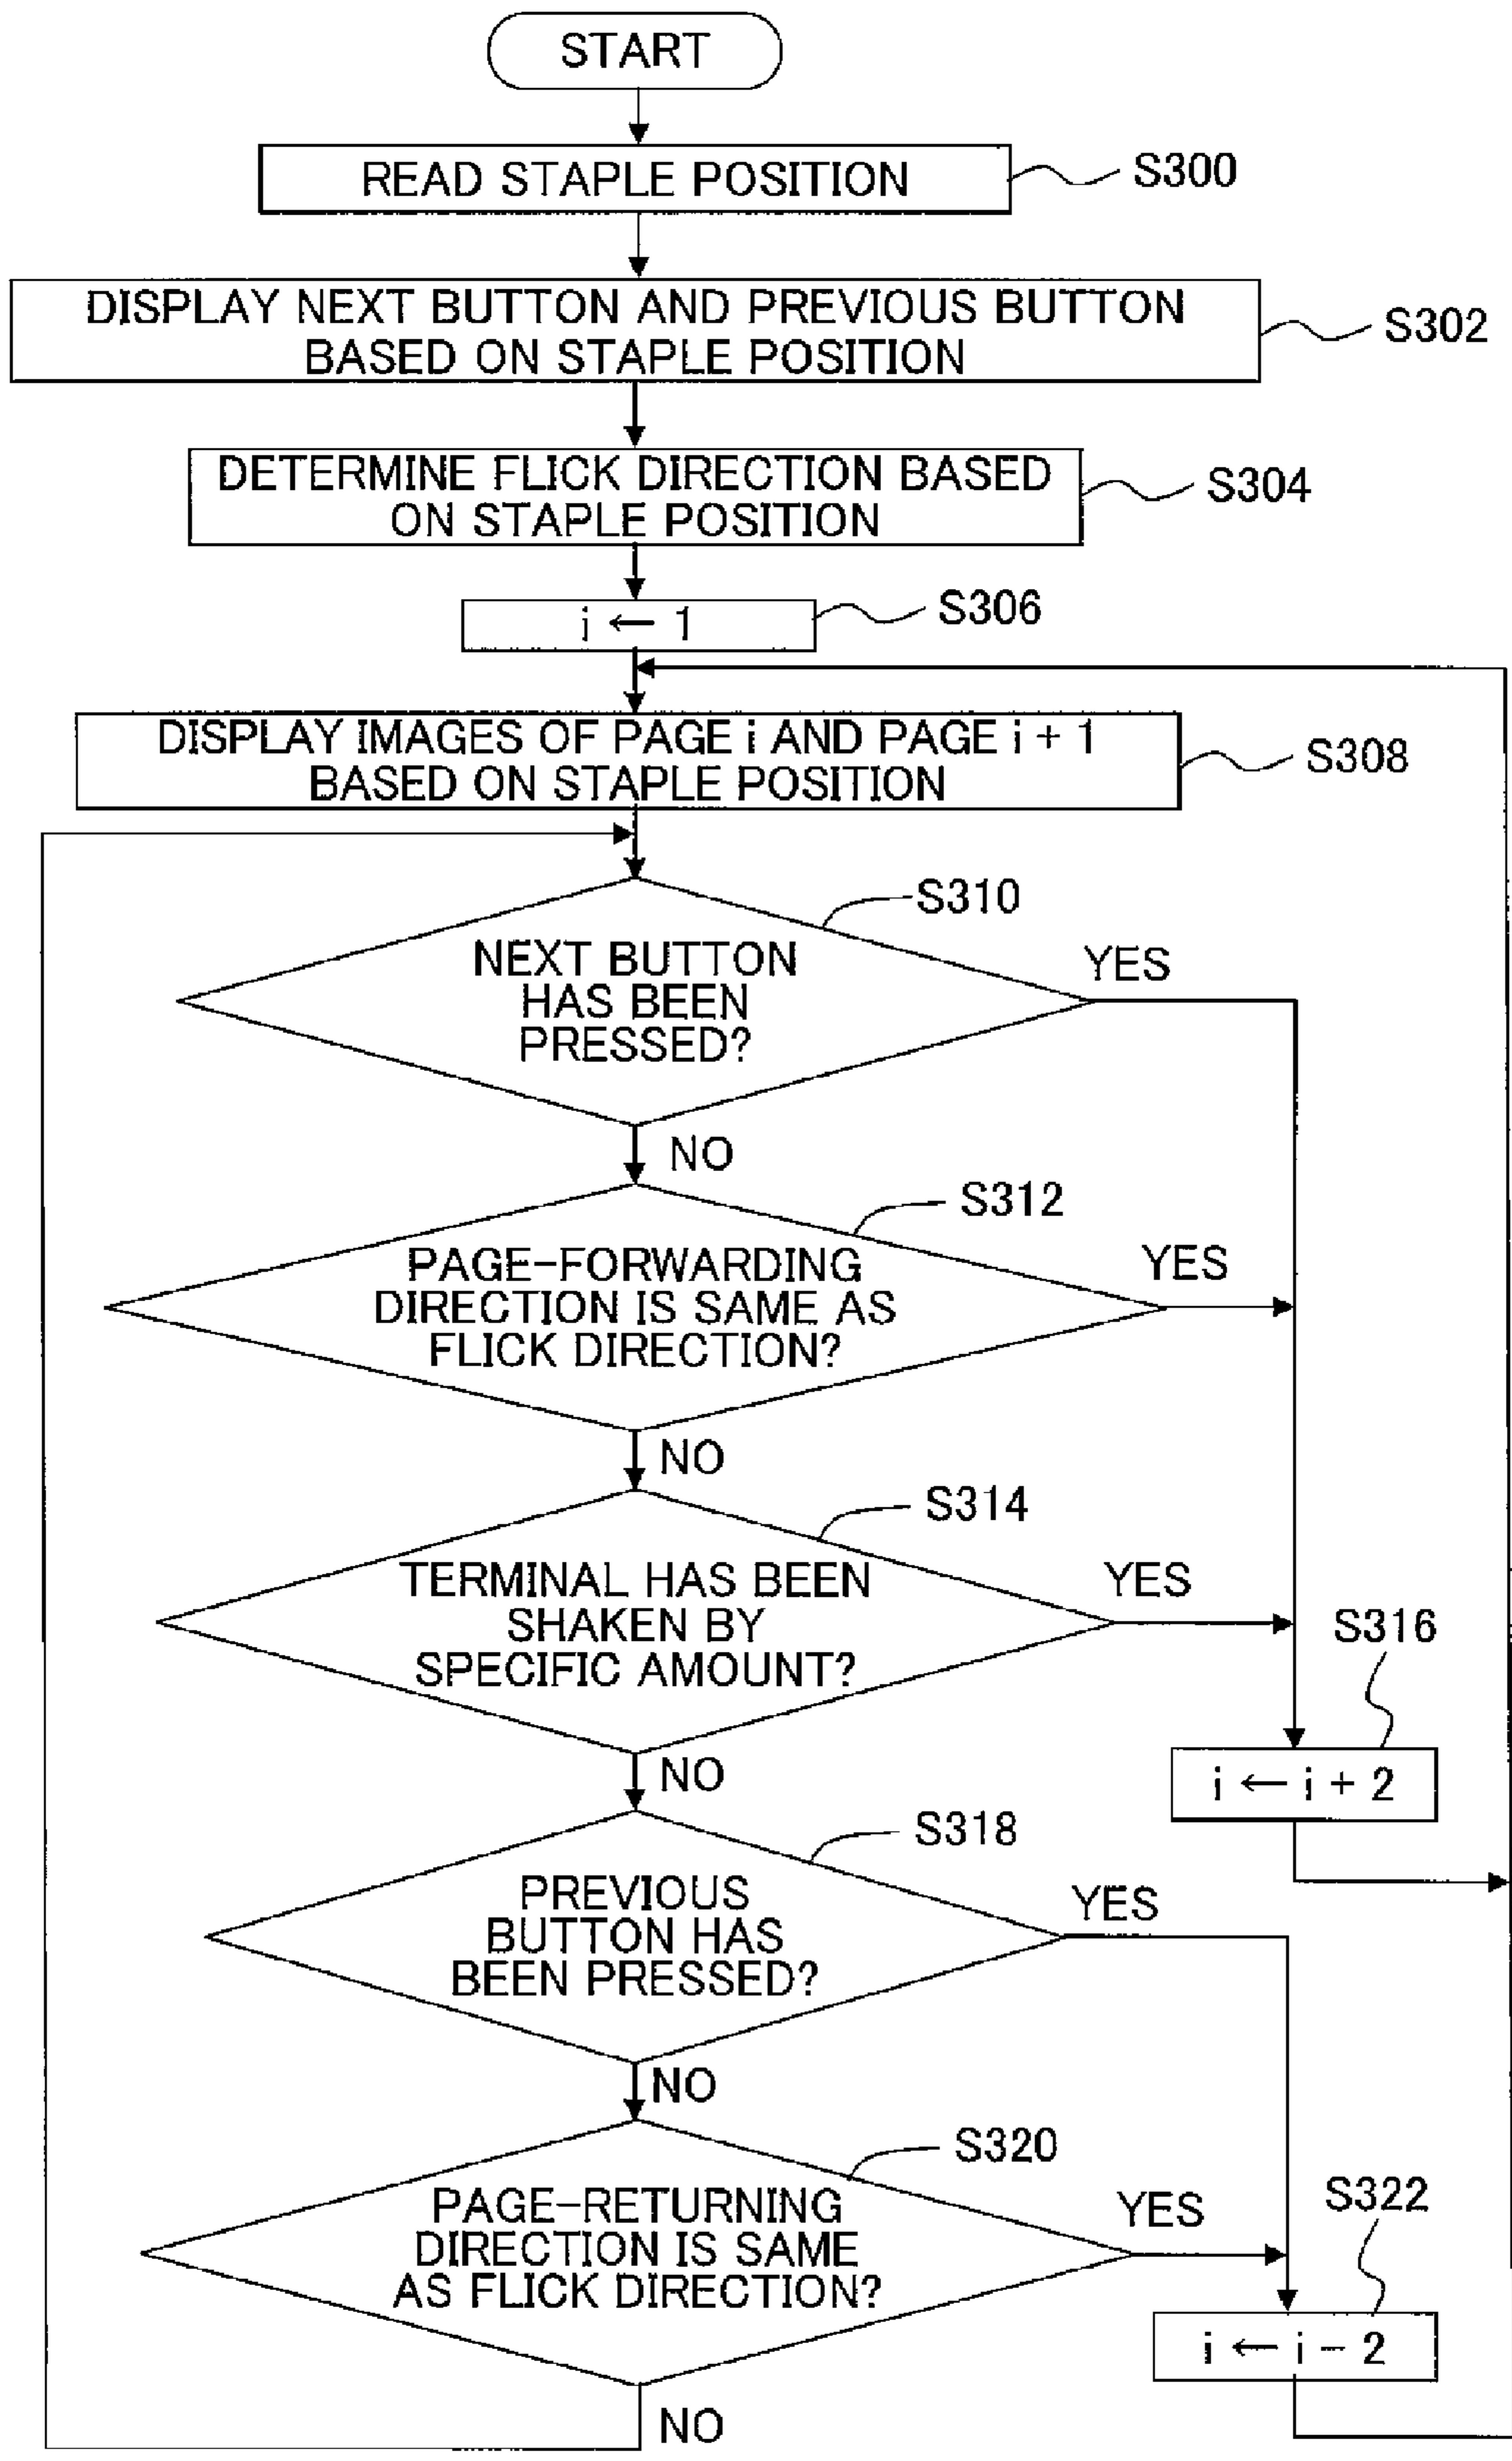 START
READ STAPLE POSITION
S300
DISPLAY NEXT BUTTON AND PREVIOUS BUTTON
BASED ON STAPLE POSITION
S302
DETERMINE FLICK DIRECTION BASED
ON STAPLE POSITION
S304
i ← 1
S306
DISPLAY IMAGES OF PAGE i AND PAGE i + 1
BASED ON STAPLE POSITION
S308
S310
NEXT BUTTON
HAS BEEN
PRESSED?
YES
NO
S312
PAGE-FORWARDING
DIRECTION IS SAME AS
FLICK DIRECTION?
YES
NO
S314
TERMINAL HAS BEEN
SHAKEN BY
SPECIFIC AMOUNT?
YES
S316
i ← i + 2
NO
S318
PREVIOUS
BUTTON HAS
BEEN PRESSED?
YES
NO
S320
PAGE-RETURNING
DIRECTION IS SAME
AS FLICK DIRECTION?
YES
S322
i ← i - 2
NO